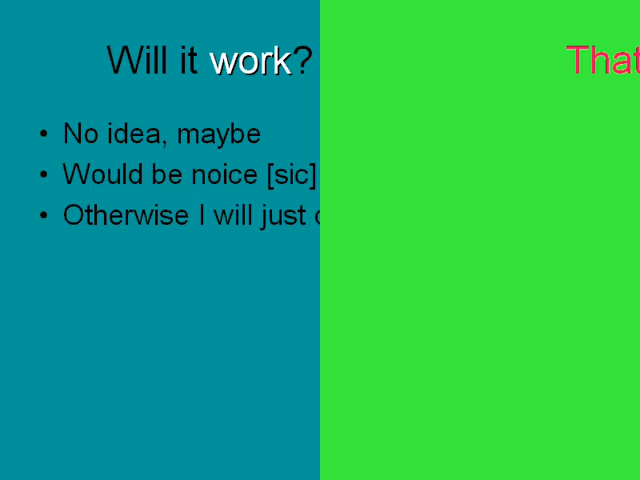 Will it work?
That
• No idea, maybe
• Would be noice [sic]
• Otherwise I will just